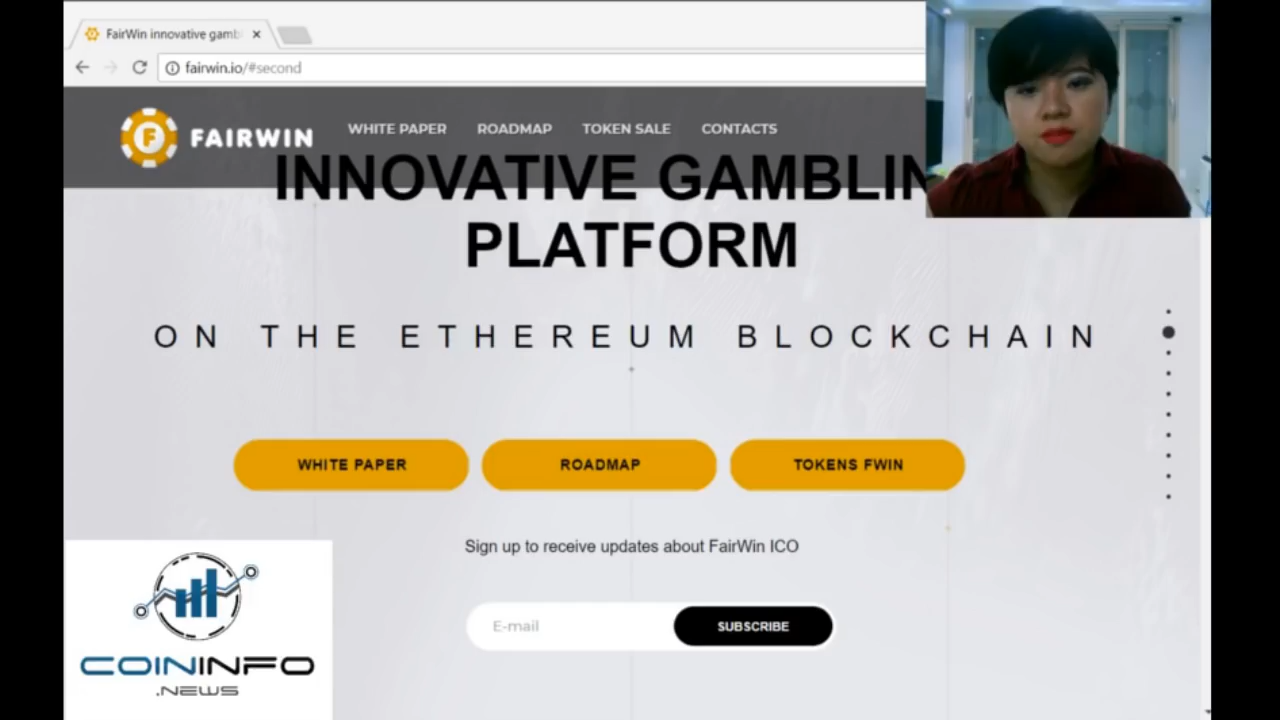 FairWin innovative gamb
fairwin.io/#second
F FAIRWIN
WHITE PAPER ROADMAP TOKEN SALE CONTACTS
INNOVATIVE GAMBLIN
PLATFORM
ON THE ETHEREUM BLOCKCHAIN
WHITE PAPER ROADMAP TOKENS FWIN
Sign up to receive updates about FairWin ICO
E-mail SUBSCRIBE
COININFO
.NEWS